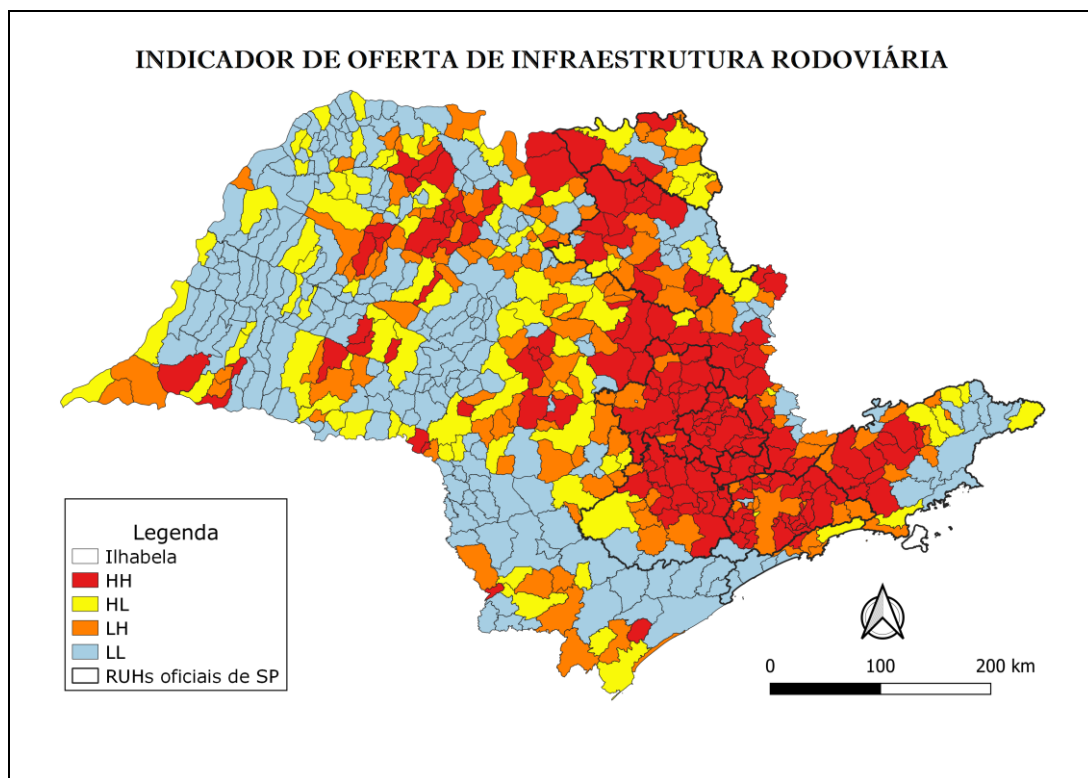 INDICADOR DE OFERTA DE INFRAESTRUTURA RODOVIÁRIA
Legenda
Ilhabela
HH
HL
LH
LL
RUHs oficiais de SP
0 100 200 km